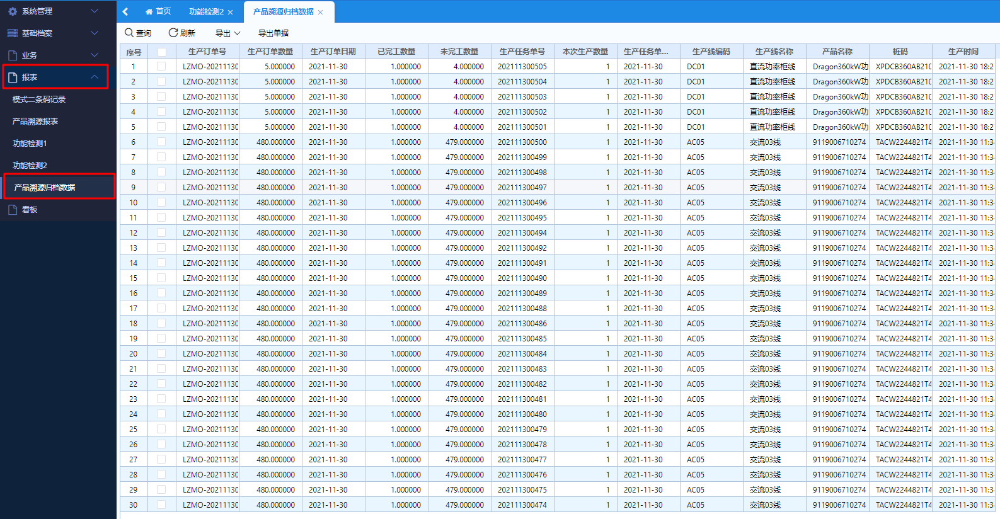 系统管理
基础档案
业务
报表
模式二条码记录
产品溯源报表
功能检测1
功能检测2
产品溯源归档数据
看板
首页 功能检测2 × 产品溯源归档数据 ×
查询 刷新 导出 导出单据
序号 生产订单号 生产订单数量 生产订单日期 已完工数量 未完工数量 生产任务单号 本次生产数量 生产任务单... 生产线编码 生产线名称 产品名称 桩码 生产时间
1 LZMO-20211130 5.000000 2021-11-30 1.000000 4.000000 202111300505 1 2021-11-30 DC01 直流功率柜线 Dragon360kW功 XPDCB360AB210 2021-11-30 18:2
2 LZMO-20211130 5.000000 2021-11-30 1.000000 4.000000 202111300504 1 2021-11-30 DC01 直流功率柜线 Dragon360kW功 XPDCB360AB210 2021-11-30 18:2
3 LZMO-20211130 5.000000 2021-11-30 1.000000 4.000000 202111300503 1 2021-11-30 DC01 直流功率柜线 Dragon360kW功 XPDCB360AB210 2021-11-30 18:2
4 LZMO-20211130 5.000000 2021-11-30 1.000000 4.000000 202111300502 1 2021-11-30 DC01 直流功率柜线 Dragon360kW功 XPDCB360AB210 2021-11-30 18:2
5 LZMO-20211130 5.000000 2021-11-30 1.000000 4.000000 202111300501 1 2021-11-30 DC01 直流功率柜线 Dragon360kW功 XPDCB360AB210 2021-11-30 18:2
6 LZMO-20211130 480.000000 2021-11-30 1.000000 479.000000 202111300500 1 2021-11-30 AC05 交流03线 9119006710274 TACW2244821T4 2021-11-30 11:3
7 LZMO-20211130 480.000000 2021-11-30 1.000000 479.000000 202111300499 1 2021-11-30 AC05 交流03线 9119006710274 TACW2244821T4 2021-11-30 11:3
8 LZMO-20211130 480.000000 2021-11-30 1.000000 479.000000 202111300498 1 2021-11-30 AC05 交流03线 9119006710274 TACW2244821T4 2021-11-30 11:3
9 LZMO-20211130 480.000000 2021-11-30 1.000000 479.000000 202111300497 1 2021-11-30 AC05 交流03线 9119006710274 TACW2244821T4 2021-11-30 11:3
10 LZMO-20211130 480.000000 2021-11-30 1.000000 479.000000 202111300496 1 2021-11-30 AC05 交流03线 9119006710274 TACW2244821T4 2021-11-30 11:3
11 LZMO-20211130 480.000000 2021-11-30 1.000000 479.000000 202111300495 1 2021-11-30 AC05 交流03线 9119006710274 TACW2244821T4 2021-11-30 11:3
12 LZMO-20211130 480.000000 2021-11-30 1.000000 479.000000 202111300494 1 2021-11-30 AC05 交流03线 9119006710274 TACW2244821T4 2021-11-30 11:3
13 LZMO-20211130 480.000000 2021-11-30 1.000000 479.000000 202111300492 1 2021-11-30 AC05 交流03线 9119006710274 TACW2244821T4 2021-11-30 11:3
14 LZMO-20211130 480.000000 2021-11-30 1.000000 479.000000 202111300491 1 2021-11-30 AC05 交流03线 9119006710274 TACW2244821T4 2021-11-30 11:3
15 LZMO-20211130 480.000000 2021-11-30 1.000000 479.000000 202111300490 1 2021-11-30 AC05 交流03线 9119006710274 TACW2244821T4 2021-11-30 11:3
16 LZMO-20211130 480.000000 2021-11-30 1.000000 479.000000 202111300489 1 2021-11-30 AC05 交流03线 9119006710274 TACW2244821T4 2021-11-30 11:3
17 LZMO-20211130 480.000000 2021-11-30 1.000000 479.000000 202111300488 1 2021-11-30 AC05 交流03线 9119006710274 TACW2244821T4 2021-11-30 11:3
18 LZMO-20211130 480.000000 2021-11-30 1.000000 479.000000 202111300486 1 2021-11-30 AC05 交流03线 9119006710274 TACW2244821T4 2021-11-30 11:3
19 LZMO-20211130 480.000000 2021-11-30 1.000000 479.000000 202111300485 1 2021-11-30 AC05 交流03线 9119006710274 TACW2244821T4 2021-11-30 11:3
20 LZMO-20211130 480.000000 2021-11-30 1.000000 479.000000 202111300484 1 2021-11-30 AC05 交流03线 9119006710274 TACW2244821T4 2021-11-30 11:3
21 LZMO-20211130 480.000000 2021-11-30 1.000000 479.000000 202111300483 1 2021-11-30 AC05 交流03线 9119006710274 TACW2244821T4 2021-11-30 11:3
22 LZMO-20211130 480.000000 2021-11-30 1.000000 479.000000 202111300482 1 2021-11-30 AC05 交流03线 9119006710274 TACW2244821T4 2021-11-30 11:3
23 LZMO-20211130 480.000000 2021-11-30 1.000000 479.000000 202111300481 1 2021-11-30 AC05 交流03线 9119006710274 TACW2244821T4 2021-11-30 11:3
24 LZMO-20211130 480.000000 2021-11-30 1.000000 479.000000 202111300480 1 2021-11-30 AC05 交流03线 9119006710274 TACW2244821T4 2021-11-30 11:3
25 LZMO-20211130 480.000000 2021-11-30 1.000000 479.000000 202111300479 1 2021-11-30 AC05 交流03线 9119006710274 TACW2244821T4 2021-11-30 11:3
26 LZMO-20211130 480.000000 2021-11-30 1.000000 479.000000 202111300478 1 2021-11-30 AC05 交流03线 9119006710274 TACW2244821T4 2021-11-30 11:3
27 LZMO-20211130 480.000000 2021-11-30 1.000000 479.000000 202111300477 1 2021-11-30 AC05 交流03线 9119006710274 TACW2244821T4 2021-11-30 11:3
28 LZMO-20211130 480.000000 2021-11-30 1.000000 479.000000 202111300476 1 2021-11-30 AC05 交流03线 9119006710274 TACW2244821T4 2021-11-30 11:3
29 LZMO-20211130 480.000000 2021-11-30 1.000000 479.000000 202111300475 1 2021-11-30 AC05 交流03线 9119006710274 TACW2244821T4 2021-11-30 11:3
30 LZMO-20211130 480.000000 2021-11-30 1.000000 479.000000 202111300474 1 2021-11-30 AC05 交流03线 9119006710274 TACW2244821T4 2021-11-30 11:3